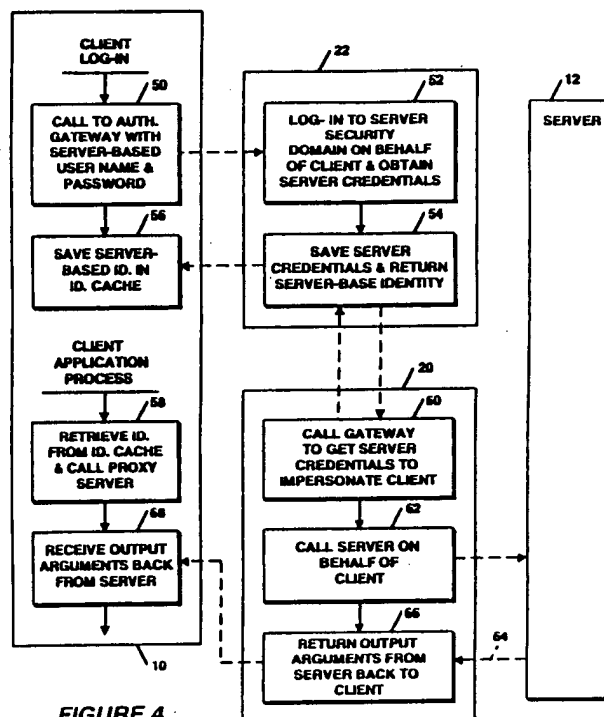 CLIENT
LOG-IN
50
CALL TO AUTH.
GATEWAY WITH
SERVER-BASED
USER NAME &
PASSWORD
56
SAVE SERVER-
BASED ID. IN
ID. CACHE
CLIENT
APPLICATION
PROCESS
58
RETRIEVE ID.
FROM ID. CACHE
& CALL PROXY
SERVER
68
RECEIVE OUTPUT
ARGUMENTS BACK
FROM SERVER
10
22
52
LOG- IN TO SERVER
SECURITY
DOMAIN ON BEHALF
OF CLIENT & OBTAIN
SERVER CREDENTIALS
54
SAVE SERVER
CREDENTIALS & RETURN
SERVER-BASE IDENTITY
20
60
CALL GATEWAY
TO GET SERVER
CREDENTIALS TO
IMPERSONATE CLIENT
62
CALL SERVER ON
BEHALF OF
CLIENT
66
RETURN OUTPUT
ARGUMENTS FROM
SERVER BACK TO
CLIENT
64
12
SERVER
FIGURE 4